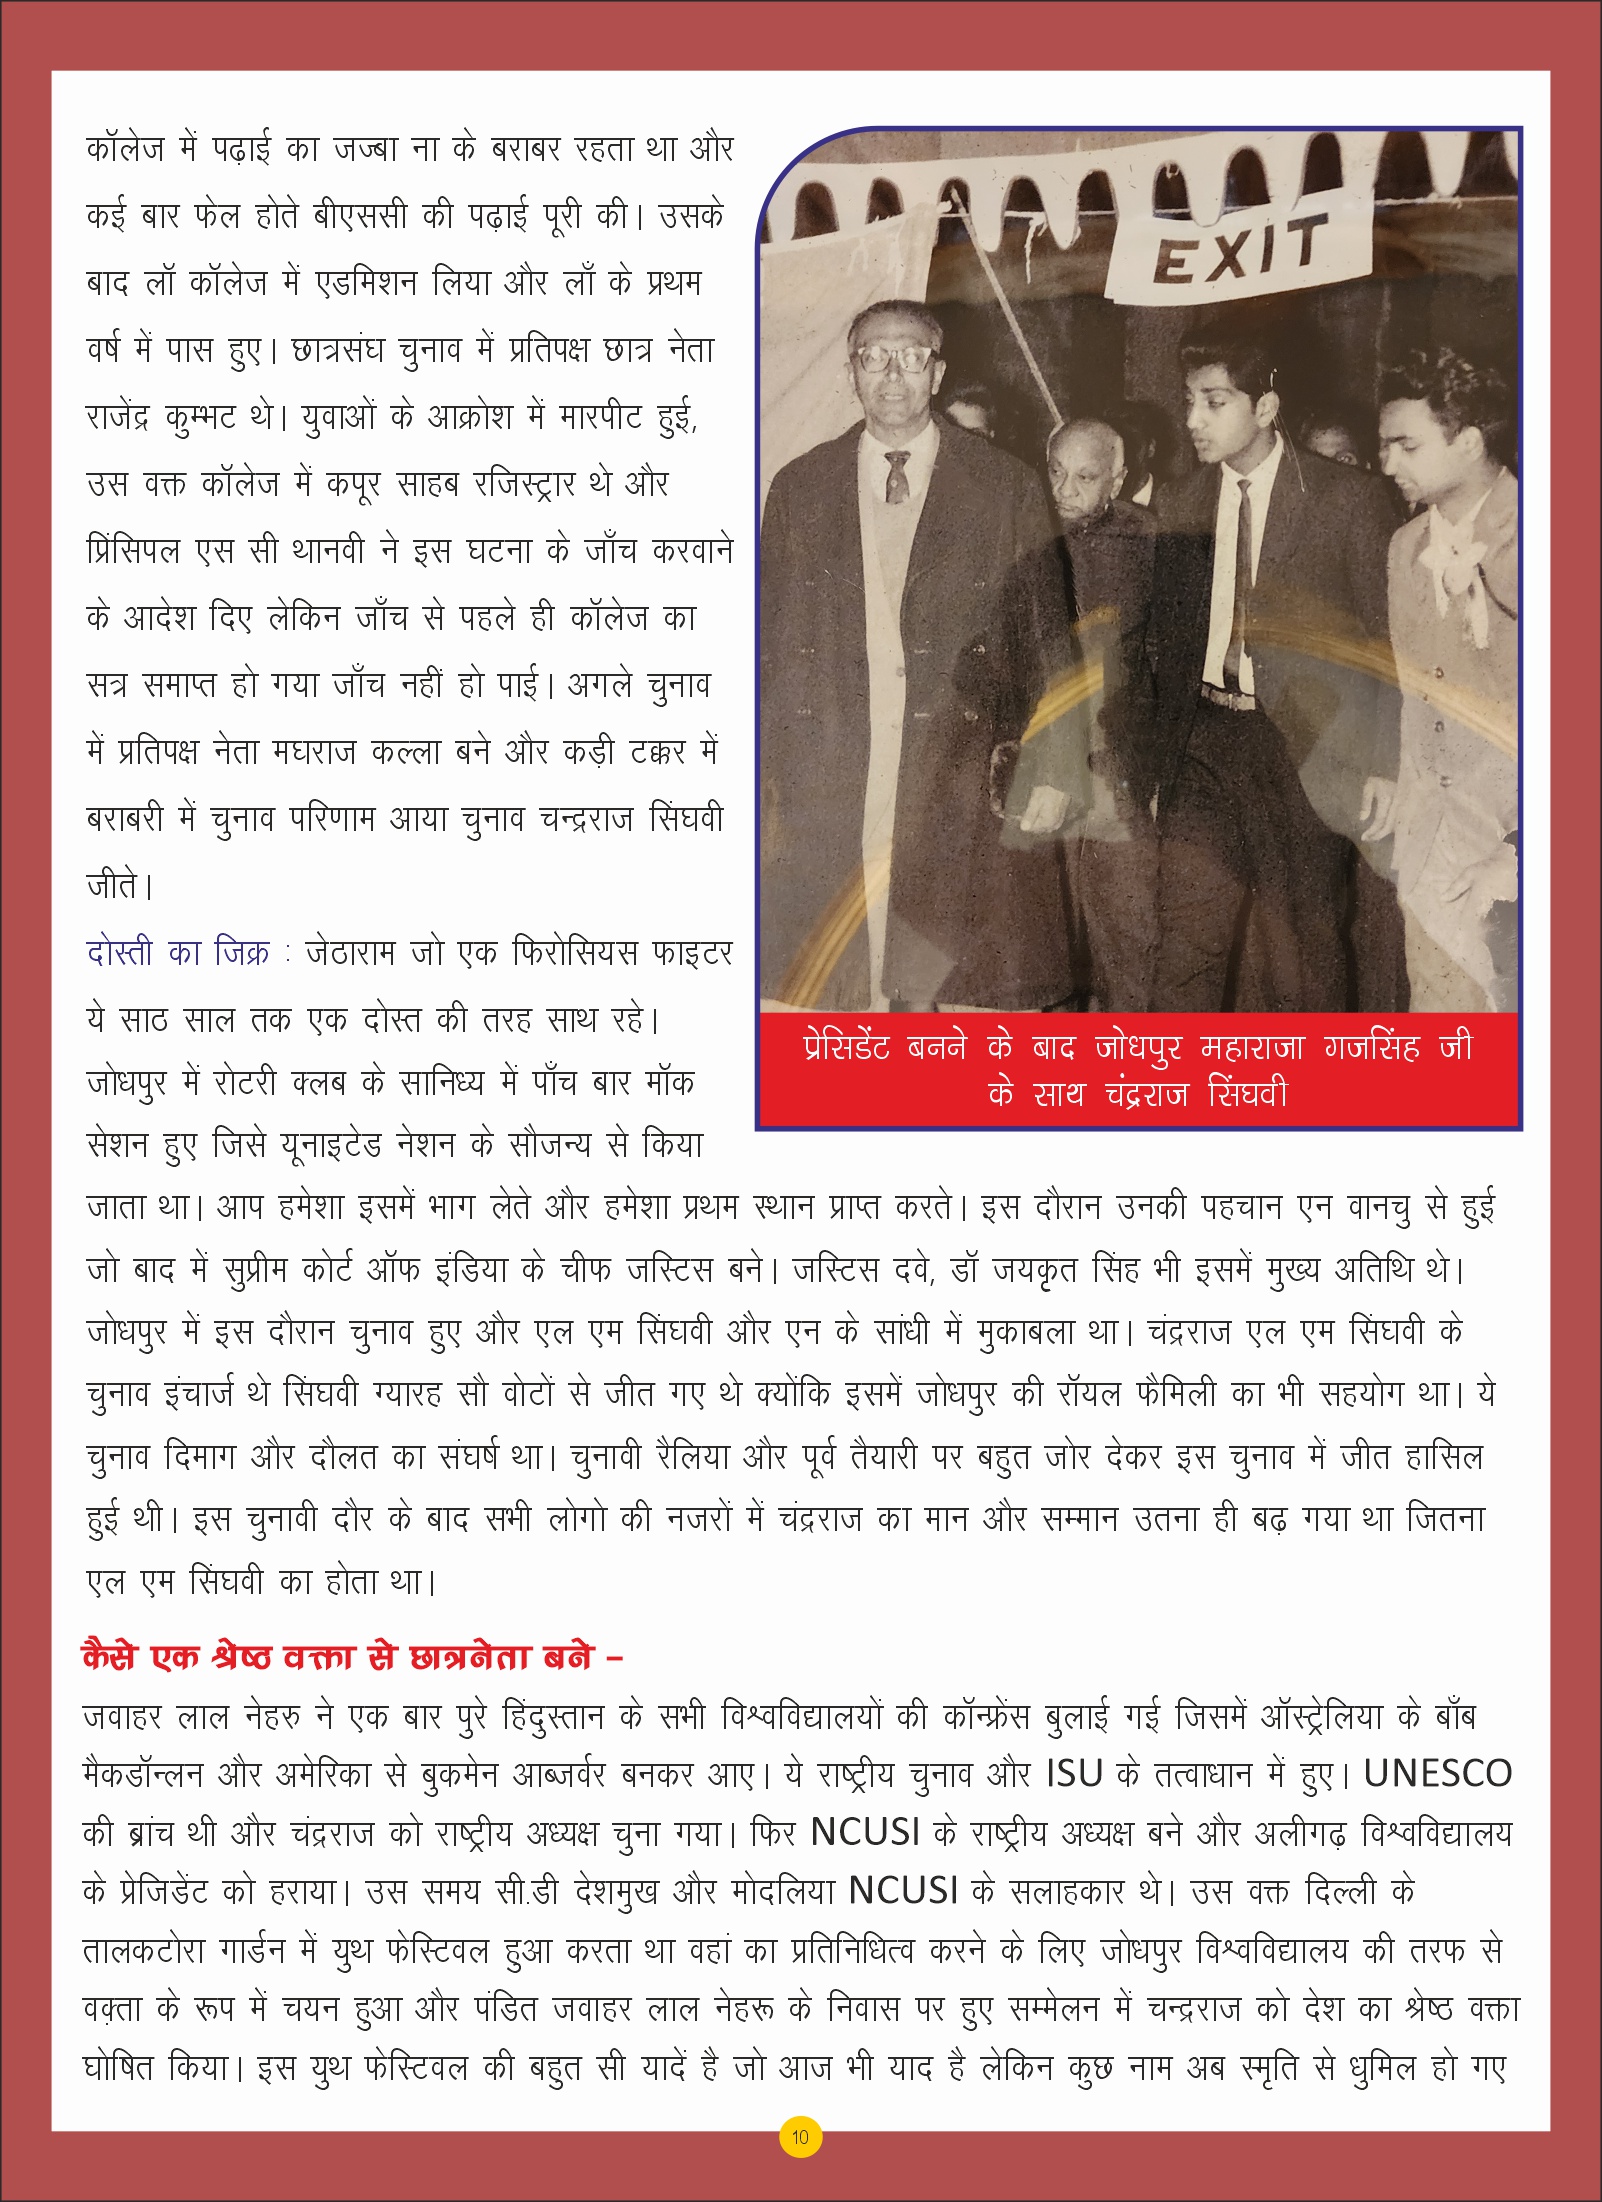 कॉलेज में पढ़ाई का जज्बा ना के बराबर रहता था और
कई बार फेल होते बीएससी की पढ़ाई पूरी की। उसके
बाद लॉ कॉलेज में एडमिशन लिया और लाँ के प्रथम
वर्ष में पास हुए। छात्रसंघ चुनाव में प्रतिपक्ष छात्र नेता
राजेंद्र कुम्भट थे। युवाओं के आक्रोश में मारपीट हुई,
उस वक्त कॉलेज में कपूर साहब रजिस्ट्रार थे और
प्रिंसिपल एस सी थानवी ने इस घटना के जाँच करवाने
के आदेश दिए लेकिन जाँच से पहले ही कॉलेज का
सत्र समाप्त हो गया जाँच नहीं हो पाई। अगले चुनाव
में प्रतिपक्ष नेता मघराज कल्ला बने और कड़ी टक्कर में
बराबरी में चुनाव परिणाम आया चुनाव चन्द्रराज सिंघवी
जीते।
दोस्ती का जिक्र : जेठाराम जो एक फिरोसियस फाइटर
ये साठ साल तक एक दोस्त की तरह साथ रहे।
जोधपुर में रोटरी क्लब के सानिध्य में पाँच बार मॉक
सेशन हुए जिसे यूनाइटेड नेशन के सौजन्य से किया
EXIT
प्रेसिडेंट बनने के बाद जोधपुर महाराजा गजसिंह जी
के साथ चंद्रराज सिंघवी
जाता था। आप हमेशा इसमें भाग लेते और हमेशा प्रथम स्थान प्राप्त करते। इस दौरान उनकी पहचान एन वानचु से हुई
जो बाद में सुप्रीम कोर्ट ऑफ इंडिया के चीफ जस्टिस बने। जस्टिस दवे, डॉ जयकृत सिंह भी इसमें मुख्य अतिथि थे।
जोधपुर में इस दौरान चुनाव हुए और एल एम सिंघवी और एन के सांधी में मुकाबला था। चंद्रराज एल एम सिंघवी के
चुनाव इंचार्ज थे सिंघवी ग्यारह सौ वोटों से जीत गए थे क्योंकि इसमें जोधपुर की रॉयल फैमिली का भी सहयोग था। ये
चुनाव दिमाग और दौलत का संघर्ष था। चुनावी रैलिया और पूर्व तैयारी पर बहुत जोर देकर इस चुनाव में जीत हासिल
हुई थी। इस चुनावी दौर के बाद सभी लोगो की नजरों में चंद्रराज का मान और सम्मान उतना ही बढ़ गया था जितना
एल एम सिंघवी का होता था।
कैसे एक श्रेष्ठ वक्ता से छात्रनेता बने –
जवाहर लाल नेहरु ने एक बार पुरे हिंदुस्तान के सभी विश्वविद्यालयों की कॉन्फ्रेंस बुलाई गई जिसमें ऑस्ट्रेलिया के बाँब
मैकडॉन्लन और अमेरिका से बुकमेन आब्जर्वर बनकर आए। ये राष्ट्रीय चुनाव और ISU के तत्वाधान में हुए। UNESCO
की ब्रांच थी और चंद्रराज को राष्ट्रीय अध्यक्ष चुना गया। फिर NCUSI के राष्ट्रीय अध्यक्ष बने और अलीगढ़ विश्वविद्यालय
के प्रेजिडेंट को हराया। उस समय सी.डी देशमुख और मोदलिया NCUSI के सलाहकार थे। उस वक्त दिल्ली के
तालकटोरा गार्डन में युथ फेस्टिवल हुआ करता था वहां का प्रतिनिधित्व करने के लिए जोधपुर विश्वविद्यालय की तरफ से
वक़्ता के रूप में चयन हुआ और पंडित जवाहर लाल नेहरू के निवास पर हुए सम्मेलन में चन्द्रराज को देश का श्रेष्ठ वक्ता
घोषित किया। इस युथ फेस्टिवल की बहुत सी यादें है जो आज भी याद है लेकिन कुछ नाम अब स्मृति से धुमिल हो गए
10